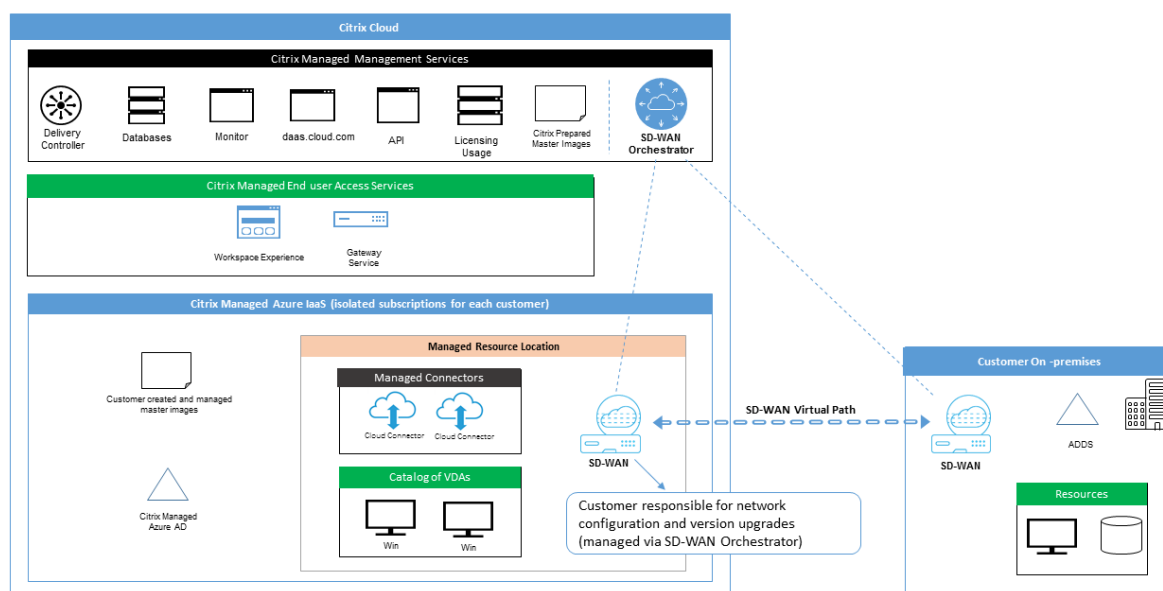 Citrix Cloud
Citrix Managed Management Services
Delivery
Controller
Databases
Monitor
daas.cloud.com
API
Licensing
Usage
Citrix Prepared
Master Images
SD-WAN
Orchestrator
Citrix Managed End user Access Services
Workspace Experience
Gateway
Service
Citrix Managed Azure IaaS (isolated subscriptions for each customer)
Customer created and managed
master images
Citrix Managed
Azure AD
Managed Resource Location
Managed Connectors
Cloud Connector
Cloud Connector
Catalog of VDAs
Win
Win
SD-WAN
Customer responsible for network
configuration and version upgrades
(managed via SD-WAN Orchestrator)
SD-WAN Virtual Path
Customer On -premises
SD-WAN
ADDS
Resources